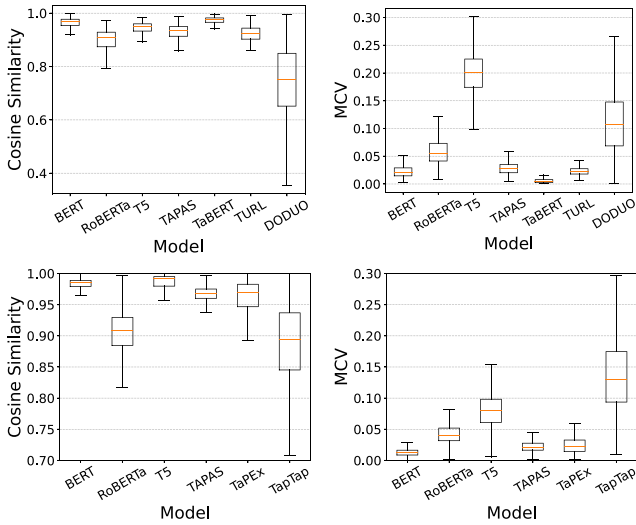 Cosine Similarity
1.0
0.8
0.6
0.4
BERT
RoBERTa
T5
TAPAS
TaBERT
TURL
DODUO
Model
MCV
0.30
0.25
0.20
0.15
0.10
0.05
0.00
BERT
RoBERTa
T5
TAPAS
TaBERT
TURL
DODUO
Model
Cosine Similarity
1.00
0.95
0.90
0.85
0.80
0.75
0.70
BERT
RoBERTa
T5
TAPAS
TaPEx
TapTap
Model
MCV
0.30
0.25
0.20
0.15
0.10
0.05
0.00
BERT
RoBERTa
T5
TAPAS
TaPEx
TapTap
Model